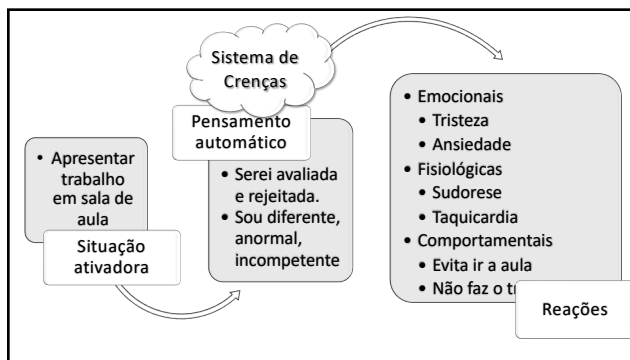 • Apresentar
trabalho
em sala de
aula
Situação
ativadora
Sistema de
Crenças
Pensamento
automático
• Serei avaliada
e rejeitada.
• Sou diferente,
anormal,
incompetente
• Emocionais
• Tristeza
• Ansiedade
• Fisiológicas
• Sudorese
• Taquicardia
• Comportamentais
• Evita ir a aula
• Não faz o
Reações